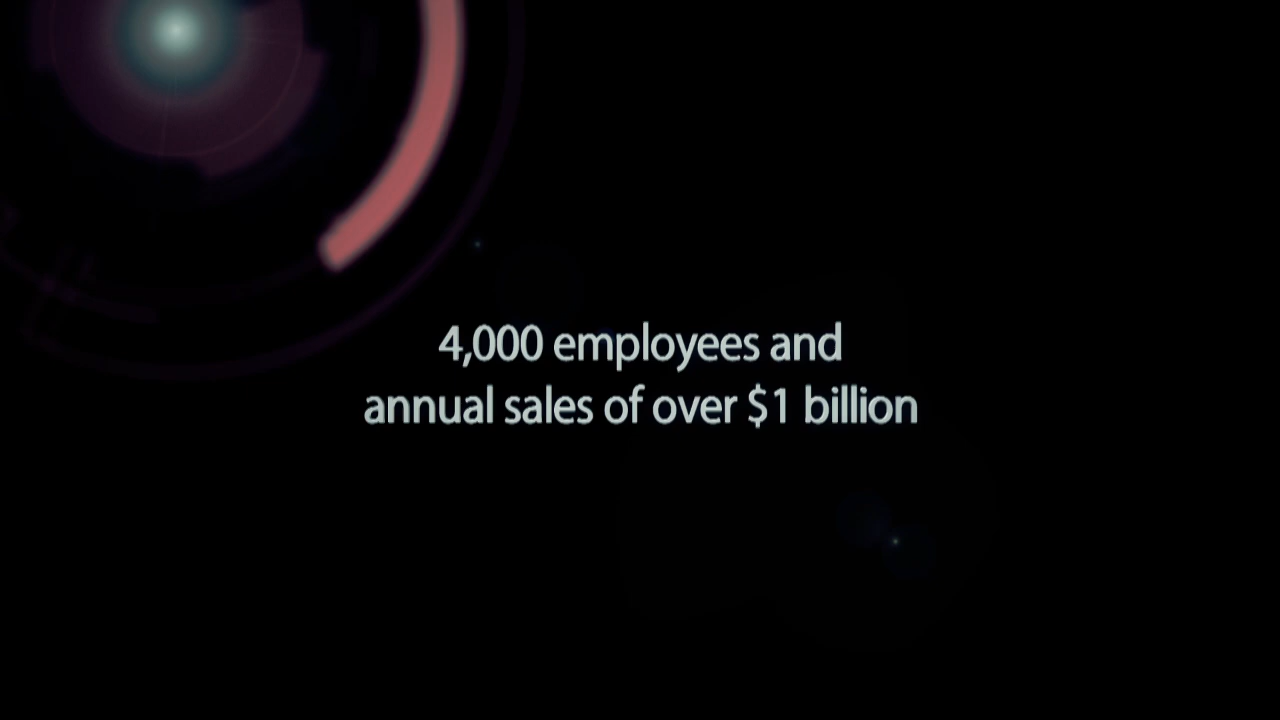 4,000 employees and
annual sales of over $1 billion